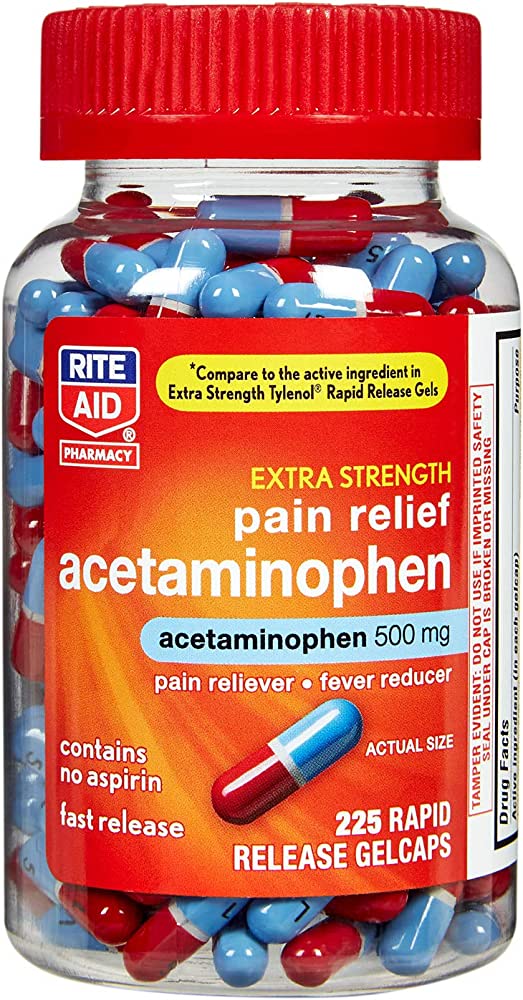 *Compare to the active ingredient in
Extra Strength Tylenol® Rapid Release Gels
RITE
AID
®
PHARMACY
EXTRA STRENGTH
pain relief
acetaminophen
acetaminophen 500 mg
pain reliever • fever reducer
ACTUAL SIZE
contains
no aspirin
fast release
225 RAPID
RELEASE GELCAPS
TAMPER EVIDENT: DO NOT USE IF IMPRINTED SAFETY
SEAL UNDER CAP IS BROKEN OR MISSING
Drug Facts
Active ingredient (in each gelcap)
Purpose